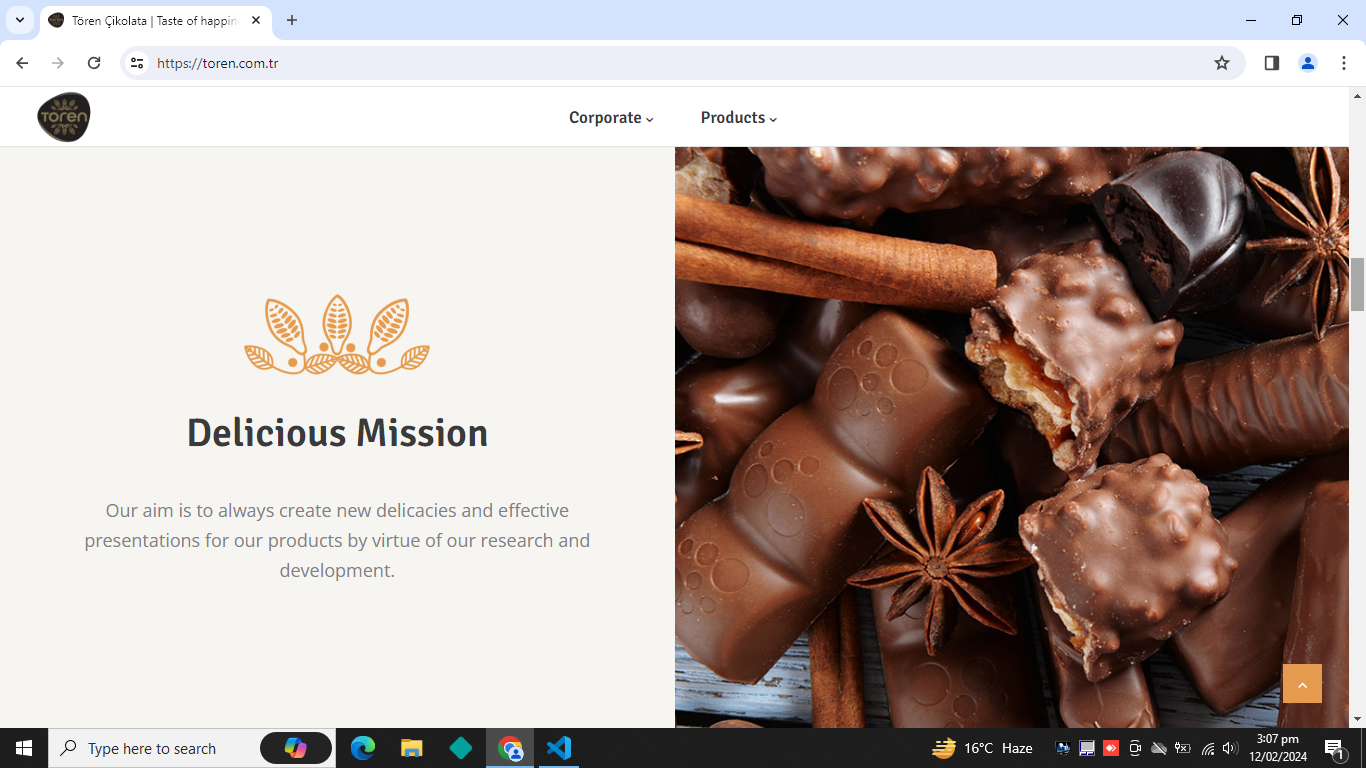 Tören Çikolata | Taste of happin
https://toren.com.tr
TOREN
Corporate
Products
Delicious Mission
Our aim is to always create new delicacies and effective
presentations for our products by virtue of our research and
development.
Type here to search
16°C Haze
3:07 pm
12/02/2024
1